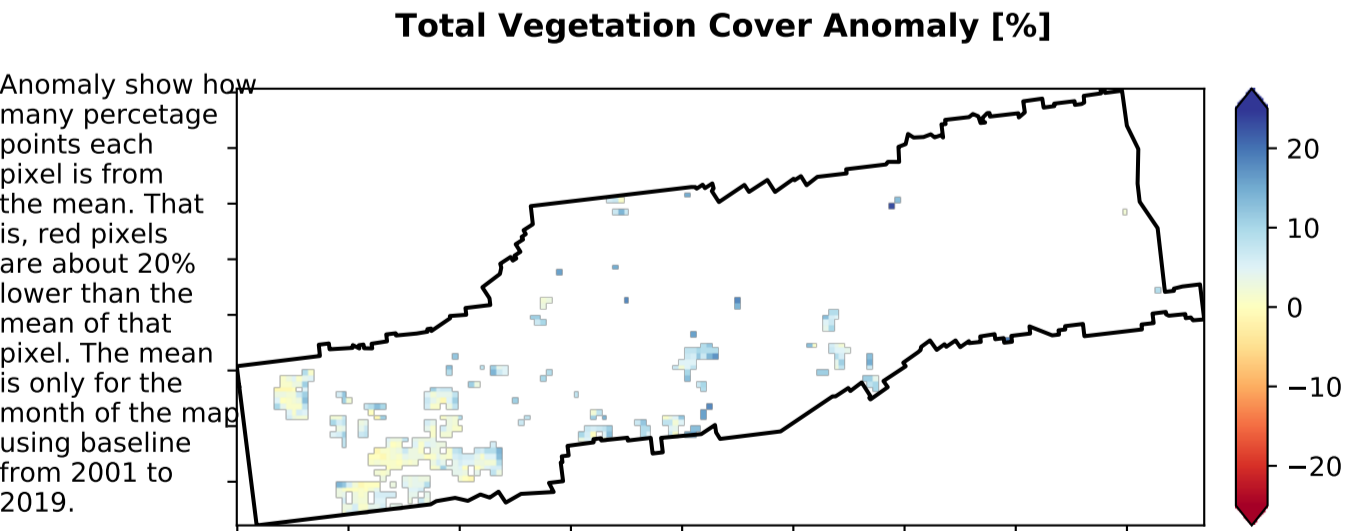 Total Vegetation Cover Anomaly [%]
Anomaly show how
many percetage
points each
pixel is from
the mean. That
is, red pixels
are about 20%
lower than the
mean of that
pixel. The mean
is only for the
month of the map
using baseline
from 2001 to
2019.
20
10
0
−10
−20